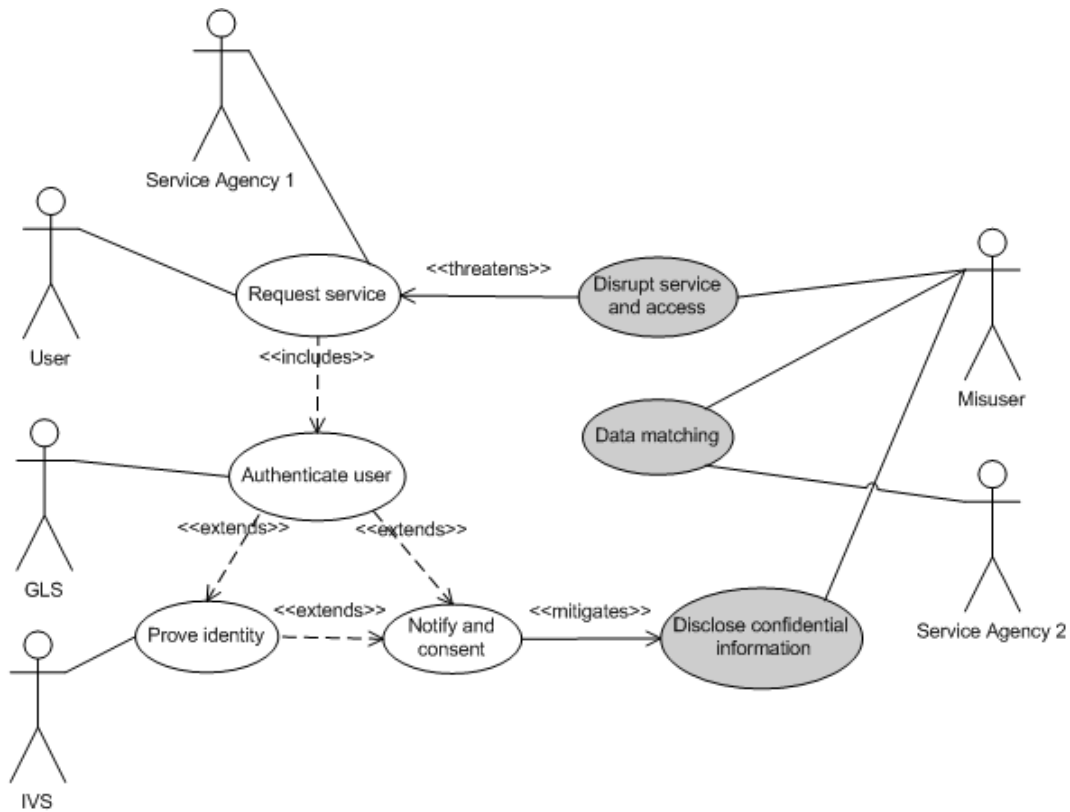 Service Agency 1
<<threatens>>
Request service
Disrupt service
and access
User
<<includes>>
Misuser
Data matching
Authenticate user
<<extends>>
<<extends>>
GLS
<<extends>>
<<mitigates>>
Prove identity
Notify and
consent
Disclose confidential
information
Service Agency 2
IVS